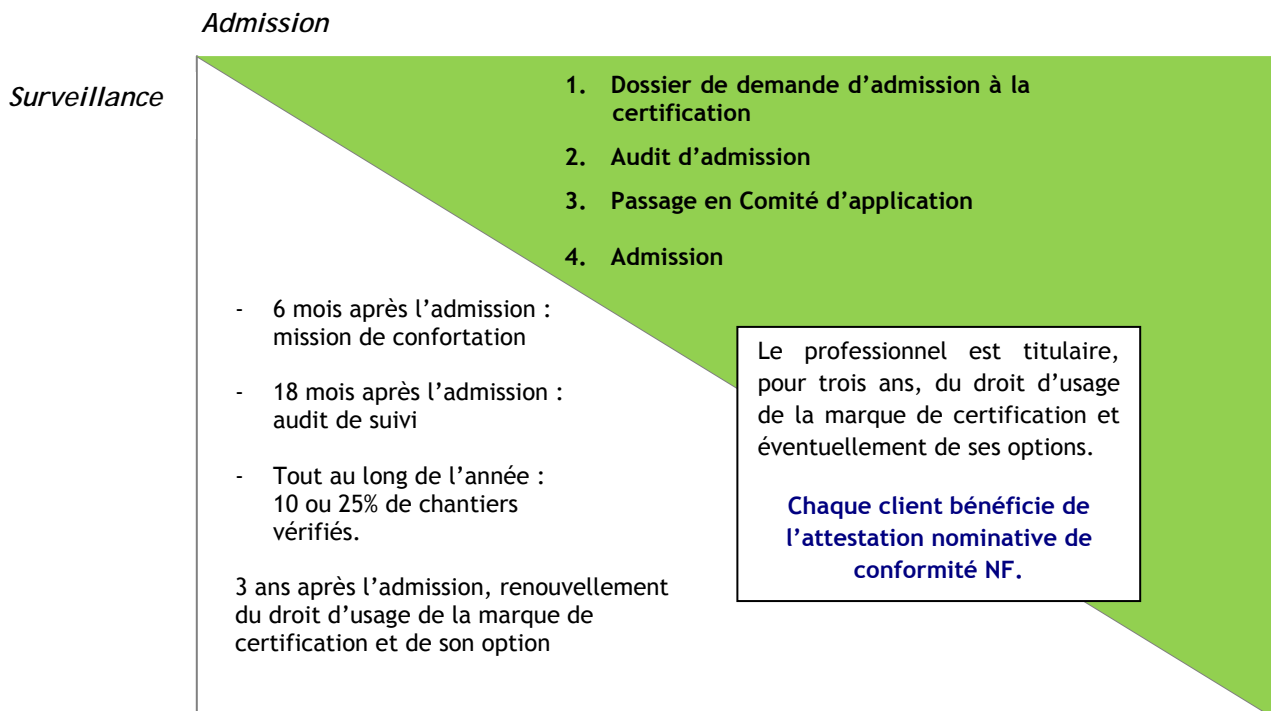 Admission
Surveillance
1. Dossier de demande d’admission à la
certification
2. Audit d’admission
3. Passage en Comité d’application
4. Admission
- 6 mois après l’admission :
mission de confortation
- 18 mois après l’admission :
audit de suivi
- Tout au long de l’année :
10 ou 25% de chantiers
vérifiés.
3 ans après l’admission, renouvellement
du droit d’usage de la marque de
certification et de son option
Le professionnel est titulaire,
pour trois ans, du droit d’usage
de la marque de certification et
éventuellement de ses options.
Chaque client bénéficie de
l’attestation nominative de
conformité NF.